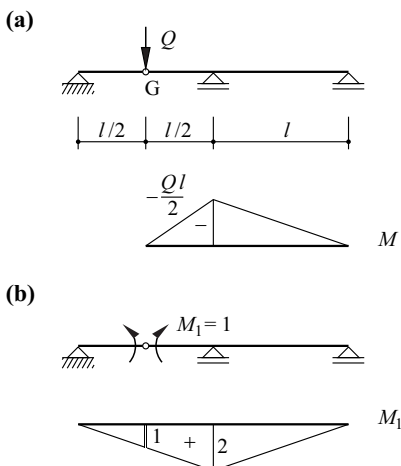 (a)
Q
G
l/2 l/2 l
-Ql/2
− M
(b)
M₁ = 1
1 + 2 M₁